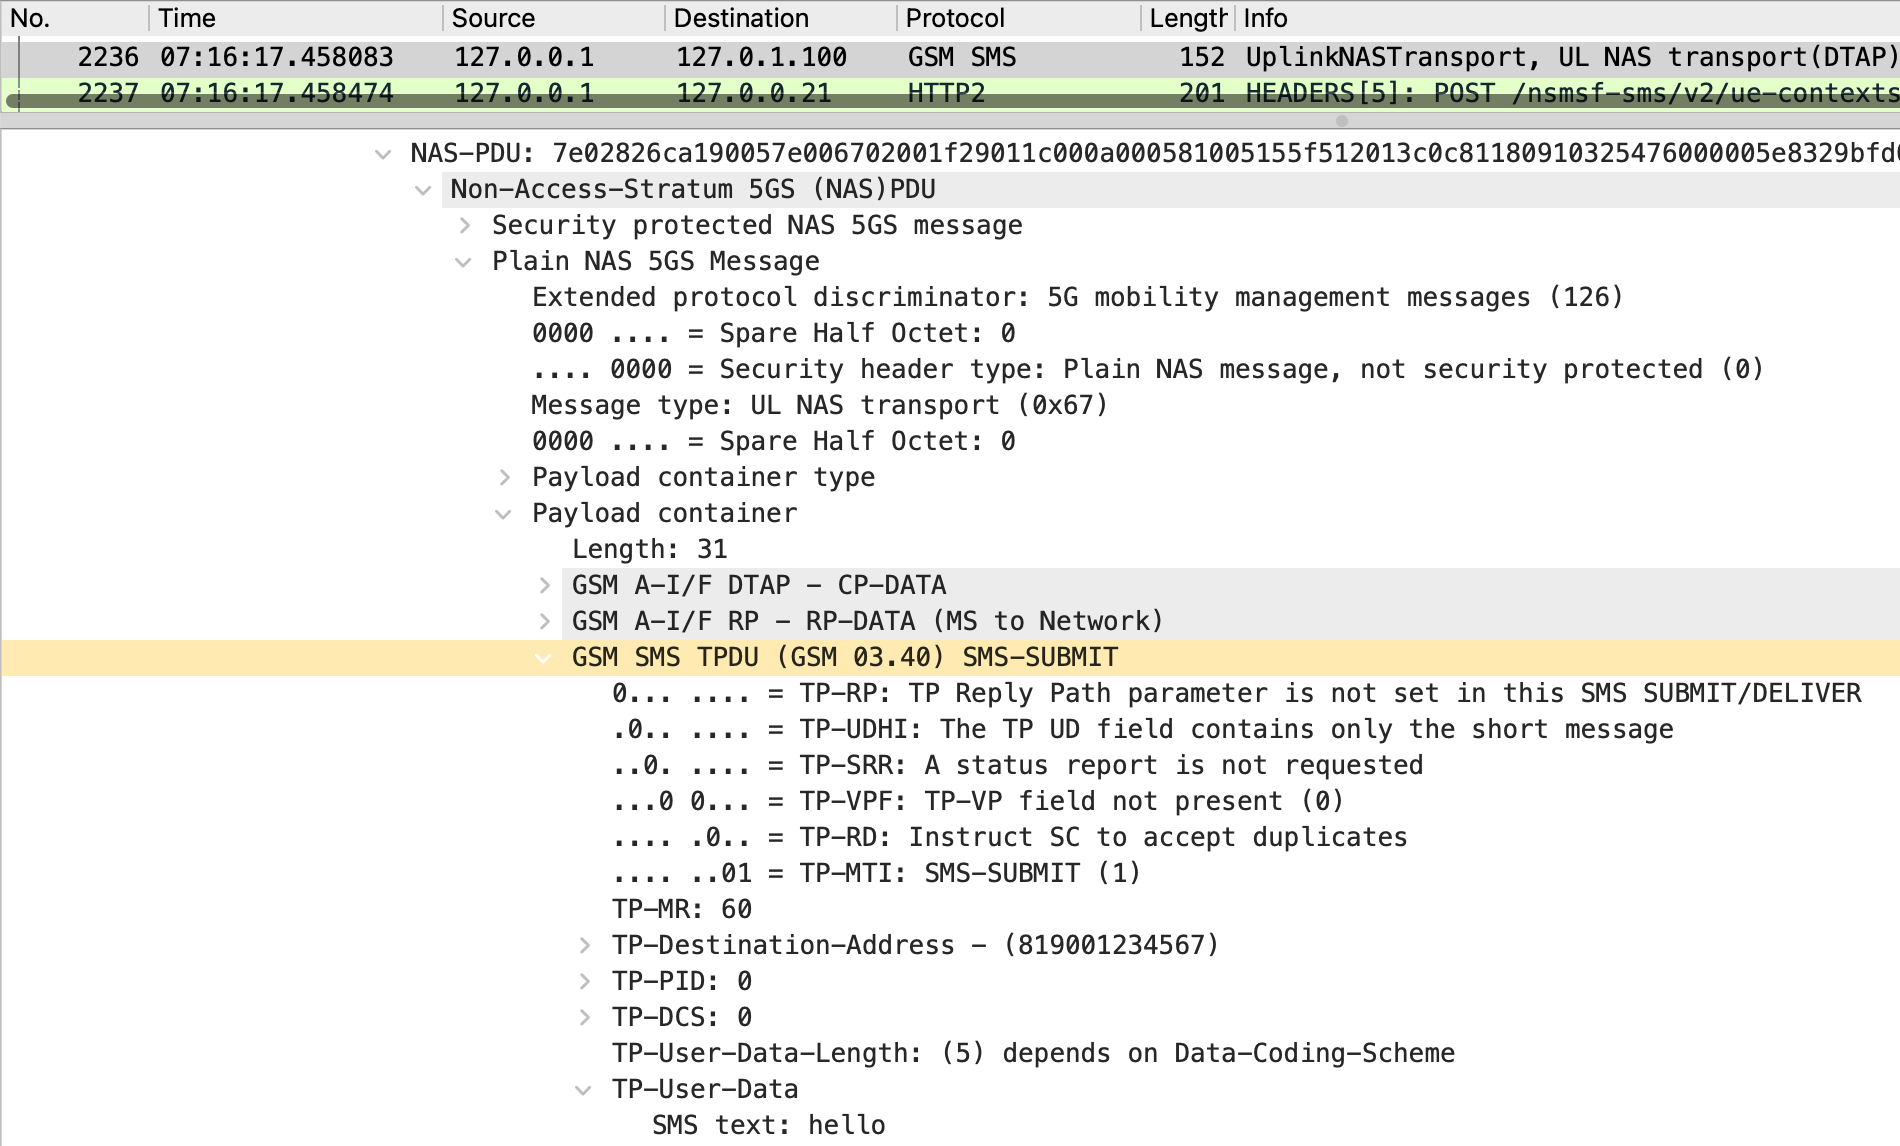 No. Time Source Destination Protocol Length Info
2236 07:16:17.458083 127.0.0.1 127.0.1.100 GSM SMS 152 UplinkNASTransport, UL NAS transport(DTAP)
2237 07:16:17.458474 127.0.0.1 127.0.0.21 HTTP2 201 HEADERS[5]: POST /nsmsf-sms/v2/ue-contexts
NAS-PDU: 7e02826ca190057e006702001f29011c000a000581005155f512013c0c81180910325476000005e8329bfd0
Non-Access-Stratum 5GS (NAS)PDU
Security protected NAS 5GS message
Plain NAS 5GS Message
Extended protocol discriminator: 5G mobility management messages (126)
0000 .... = Spare Half Octet: 0
.... 0000 = Security header type: Plain NAS message, not security protected (0)
Message type: UL NAS transport (0x67)
0000 .... = Spare Half Octet: 0
Payload container type
Payload container
Length: 31
GSM A-I/F DTAP - CP-DATA
GSM A-I/F RP - RP-DATA (MS to Network)
GSM SMS TPDU (GSM 03.40) SMS-SUBMIT
0... .... = TP-RP: TP Reply Path parameter is not set in this SMS SUBMIT/DELIVER
.0.. .... = TP-UDHI: The TP UD field contains only the short message
..0. .... = TP-SRR: A status report is not requested
...0 0... = TP-VPF: TP-VP field not present (0)
.... .0.. = TP-RD: Instruct SC to accept duplicates
.... ..01 = TP-MTI: SMS-SUBMIT (1)
TP-MR: 60
TP-Destination-Address - (819001234567)
TP-PID: 0
TP-DCS: 0
TP-User-Data-Length: (5) depends on Data-Coding-Scheme
TP-User-Data
SMS text: hello